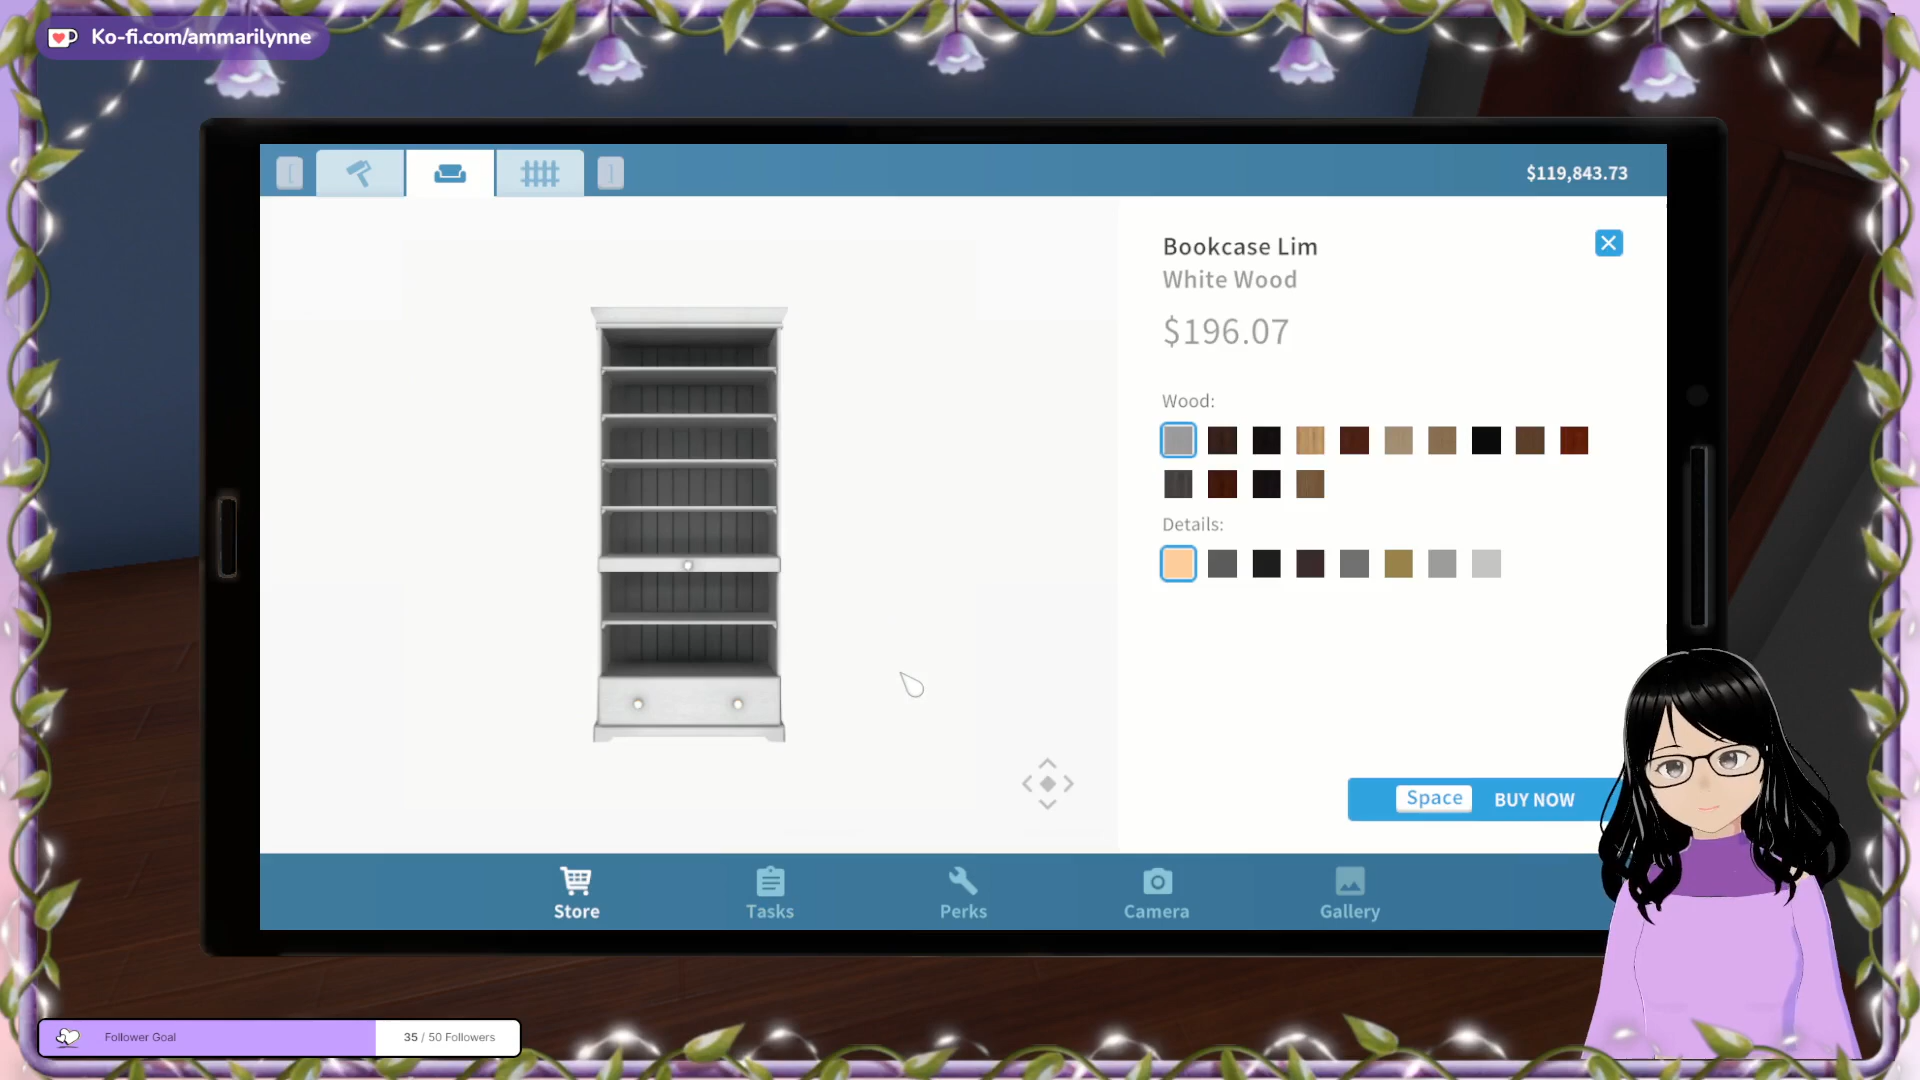 Ko-fi.com/ammarilynne
[
]
$119,843.73
Bookcase Lim
White Wood
$196.07
Wood:
Details:
Space BUY NOW
Store
Tasks
Perks
Camera
Gallery
Follower Goal
35 / 50 Followers